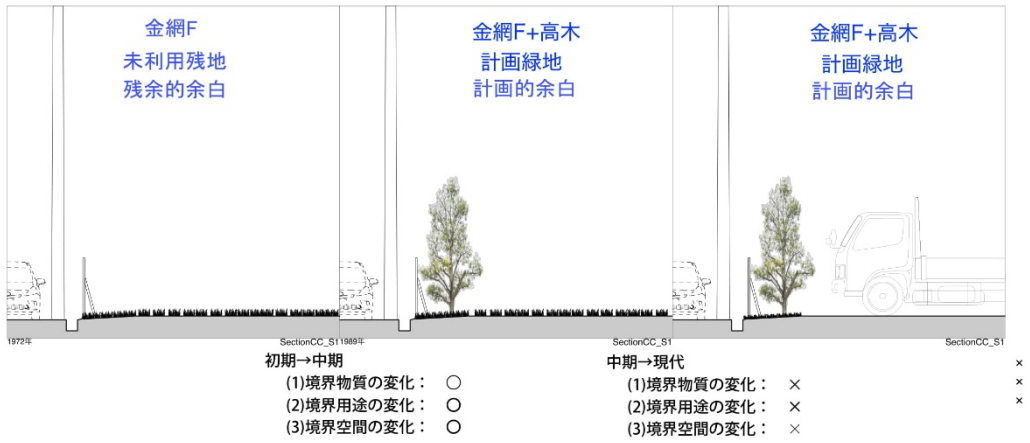 金網F
未利用残地
残余的余白
金網F+高木
計画緑地
計画的余白
金網F+高木
計画緑地
計画的余白
1972年
SectionCC_S1
1989年
SectionCC_S1
SectionCC_S1
初期→中期
(1)境界物質の変化： ○
(2)境界用途の変化： ○
(3)境界空間の変化： ○
中期→現代
(1)境界物質の変化： ×
(2)境界用途の変化： ×
(3)境界空間の変化： ×
×
×
×